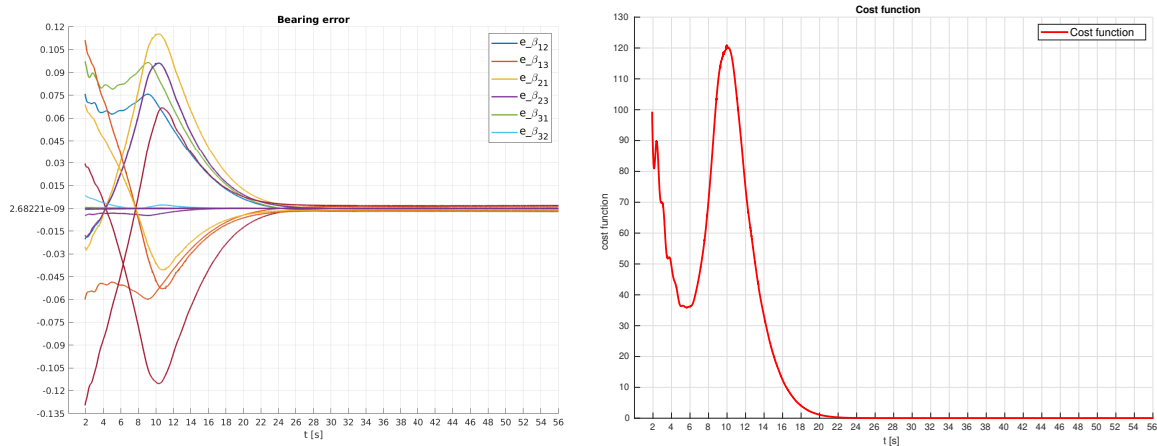 Bearing error
0.12
0.105
0.09
0.075
0.06
0.045
0.03
0.015
2.68221e-09
-0.015
-0.03
-0.045
-0.06
-0.075
-0.09
-0.105
-0.12
-0.135
2 4 6 8 10 12 14 16 18 20 22 24 26 28 30 32 34 36 38 40 42 44 46 48 50 52 54 56
t [s]
e_β12
e_β13
e_β21
e_β23
e_β31
e_β32
Cost function
cost function
130
120
110
100
90
80
70
60
50
40
30
20
10
0
2 4 6 8 10 12 14 16 18 20 22 24 26 28 30 32 34 36 38 40 42 44 46 48 50 52 54 56
t [s]
Cost function